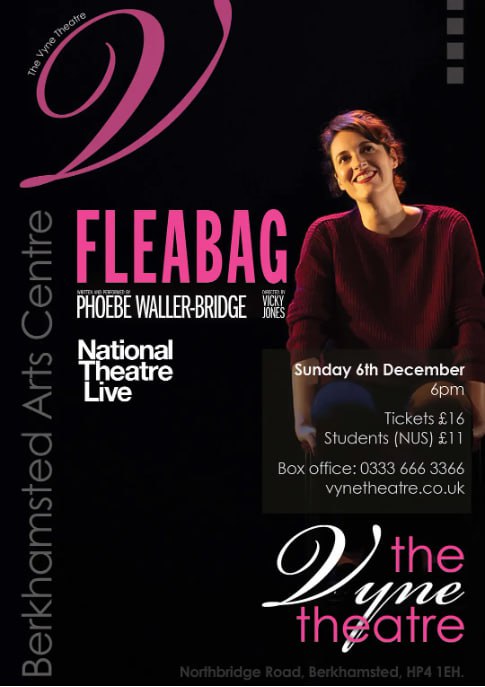 The Vyne Theatre
Berkhamsted Arts Centre
FLEABAG
WRITTEN AND PERFORMED BY
PHOEBE WALLER-BRIDGE
DIRECTED BY
VICKY
JONES
National
Theatre
Live
Sunday 6th December
6pm
Tickets £16
Students (NUS) £11
Box office: 0333 666 3366
vynetheatre.co.uk
the
Vyne
theatre
Northbridge Road, Berkhamsted, HP4 1EH.